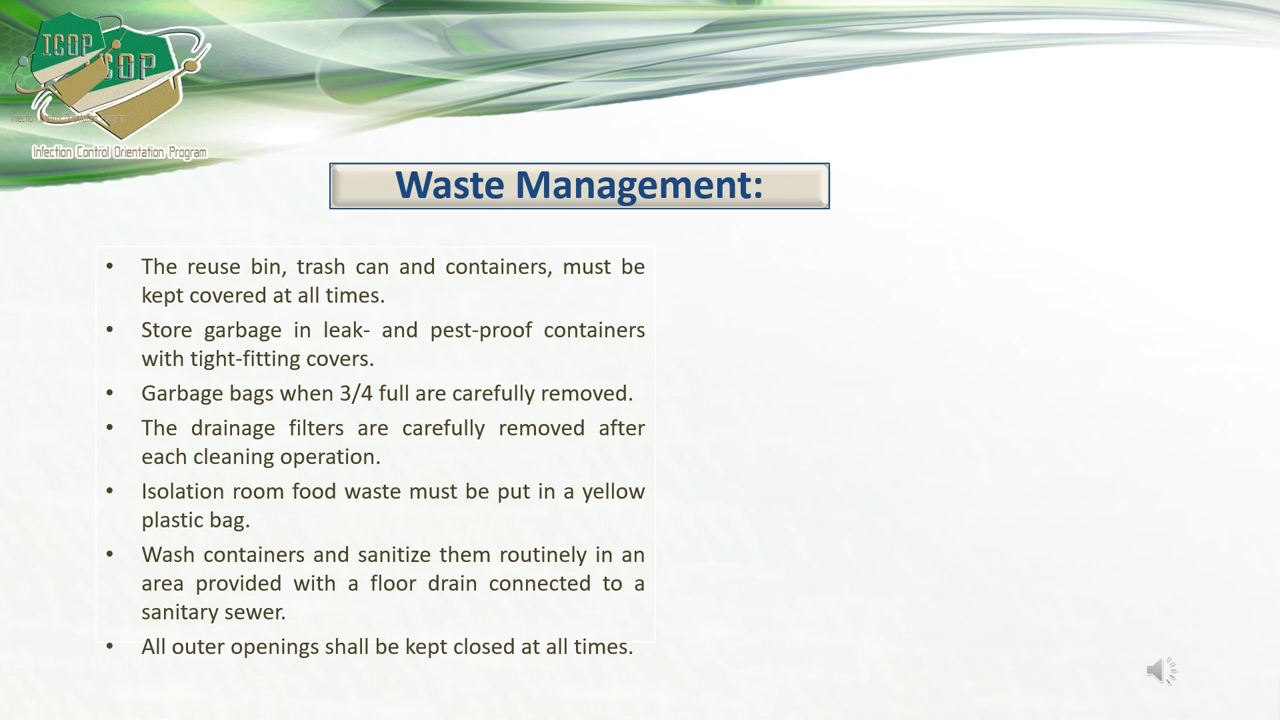 ICOP
COP
Infection Control Orientation Program
Waste Management:
• The reuse bin, trash can and containers, must be
kept covered at all times.
• Store garbage in leak- and pest-proof containers
with tight-fitting covers.
• Garbage bags when 3/4 full are carefully removed.
• The drainage filters are carefully removed after
each cleaning operation.
• Isolation room food waste must be put in a yellow
plastic bag.
• Wash containers and sanitize them routinely in an
area provided with a floor drain connected to a
sanitary sewer.
• All outer openings shall be kept closed at all times.